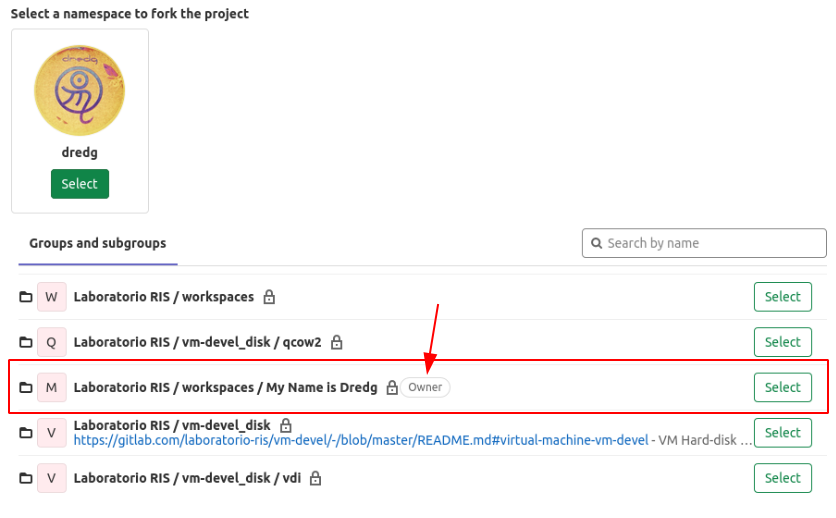 Select a namespace to fork the project
dredg
dredg
Select
Groups and subgroups
Search by name
W Laboratorio RIS / workspaces Select
Q Laboratorio RIS / vm-devel_disk / qcow2 Select
M Laboratorio RIS / workspaces / My Name is Dredg Owner Select
V Laboratorio RIS / vm-devel_disk Select
https://gitlab.com/laboratorio-ris/vm-devel/-/blob/master/README.md#virtual-machine-vm-devel - VM Hard-disk ...
V Laboratorio RIS / vm-devel_disk / vdi Select